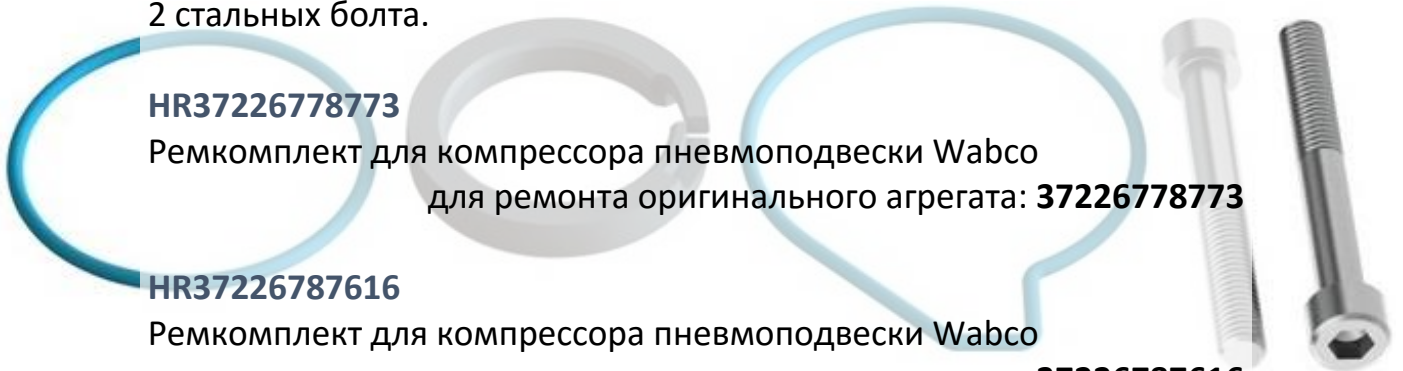 2 стальных болта.
HR37226778773
Ремкомплект для компрессора пневмоподвески Wabco
для ремонта оригинального агрегата: 37226778773
HR37226787616
Ремкомплект для компрессора пневмоподвески Wabco
37226787616